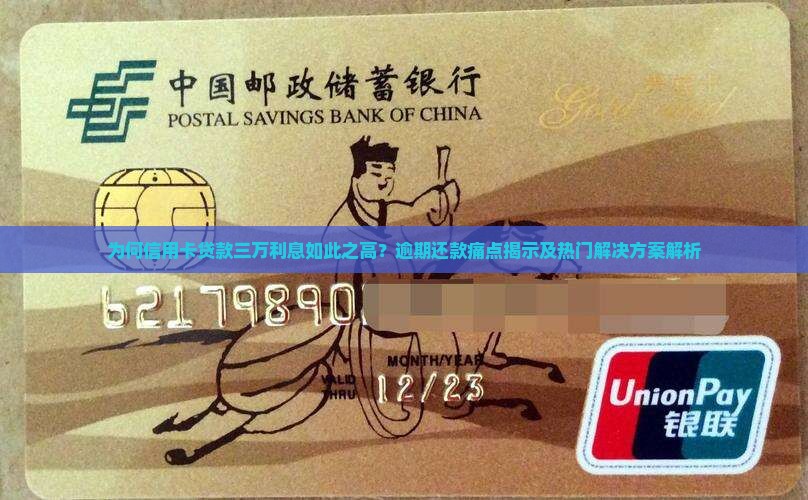 中国邮政储蓄银行
POSTAL SAVINGS BANK OF CHINA
为何信用卡贷款三万利息如此之高？逾期还款痛点揭示及热门解决方案解析
62179890
MONTH/YEAR
VALID
THRU
12/23
UnionPay
银联